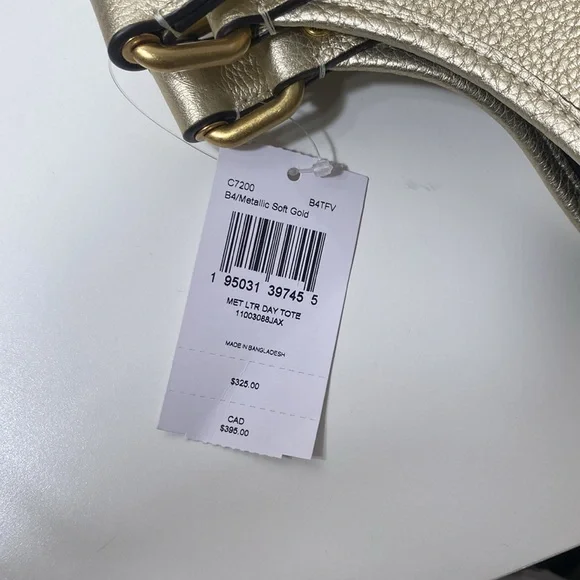 C7200 B4TFV
B4/Metallic Soft Gold
1 95031 39745 5
MET LTR DAY TOTE
11003088JAX
MADE IN BANGLADESH
$325.00
CAD
$395.00